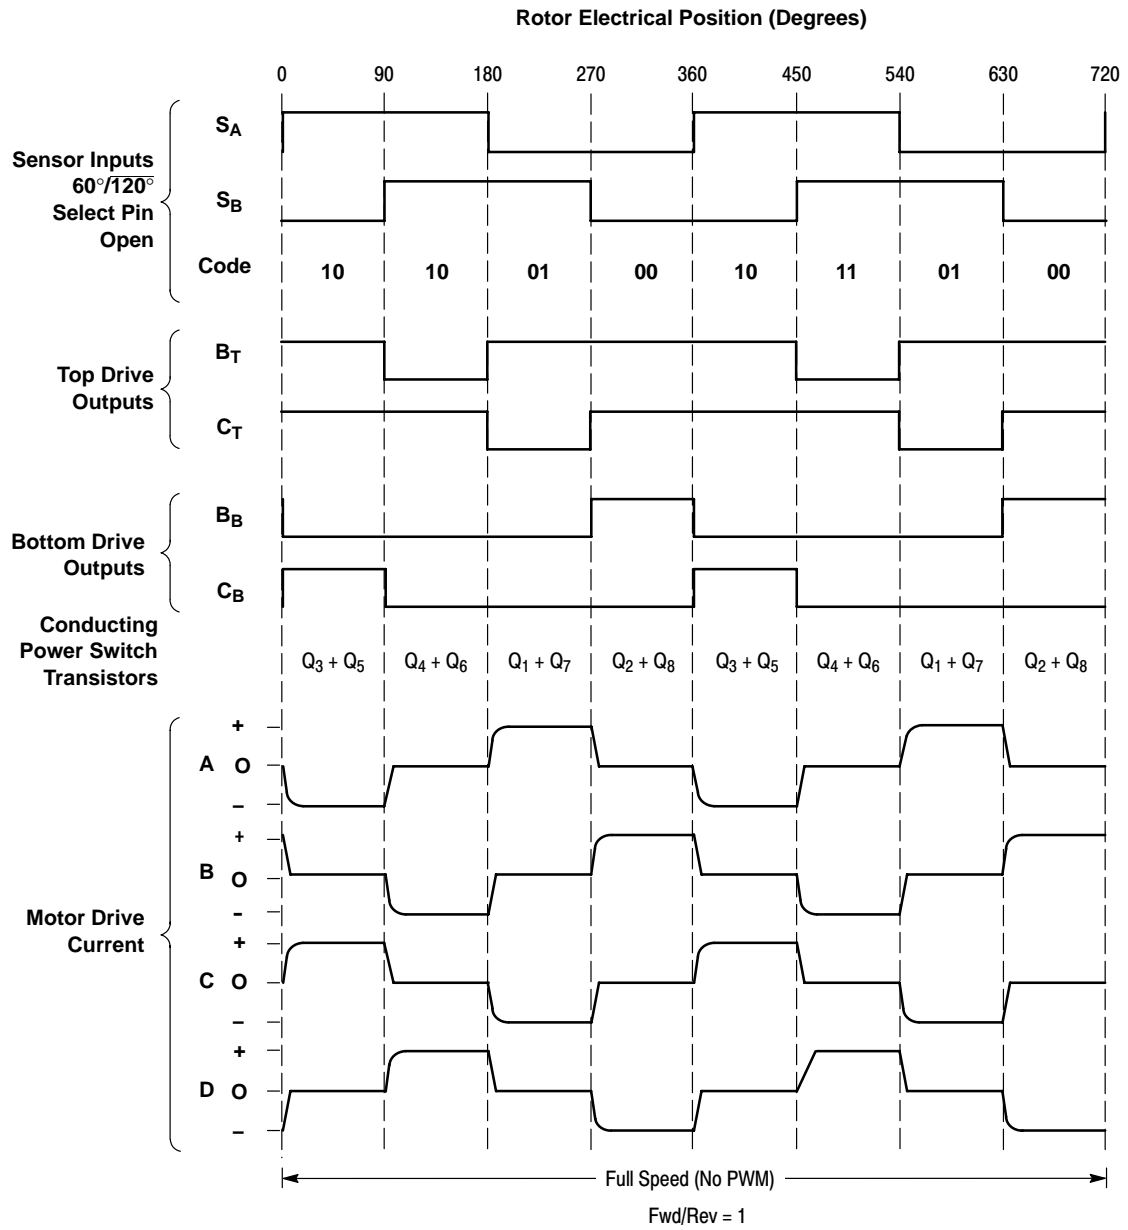 Rotor Electrical Position (Degrees)
0 90 180 270 360 450 540 630 720
SA
Sensor Inputs
60°/120°
Select Pin
Open
SB
Code 10 10 01 00 10 11 01 00
BT
Top Drive
Outputs
CT
BB
Bottom Drive
Outputs
CB
Conducting
Power Switch
Transistors
Q3 + Q5 Q4 + Q6 Q1 + Q7 Q2 + Q8 Q3 + Q5 Q4 + Q6 Q1 + Q7 Q2 + Q8
+
A O
–
+
B O
–
Motor Drive
Current
+
C O
–
+
D O
–
Full Speed (No PWM)
Fwd/Rev = 1